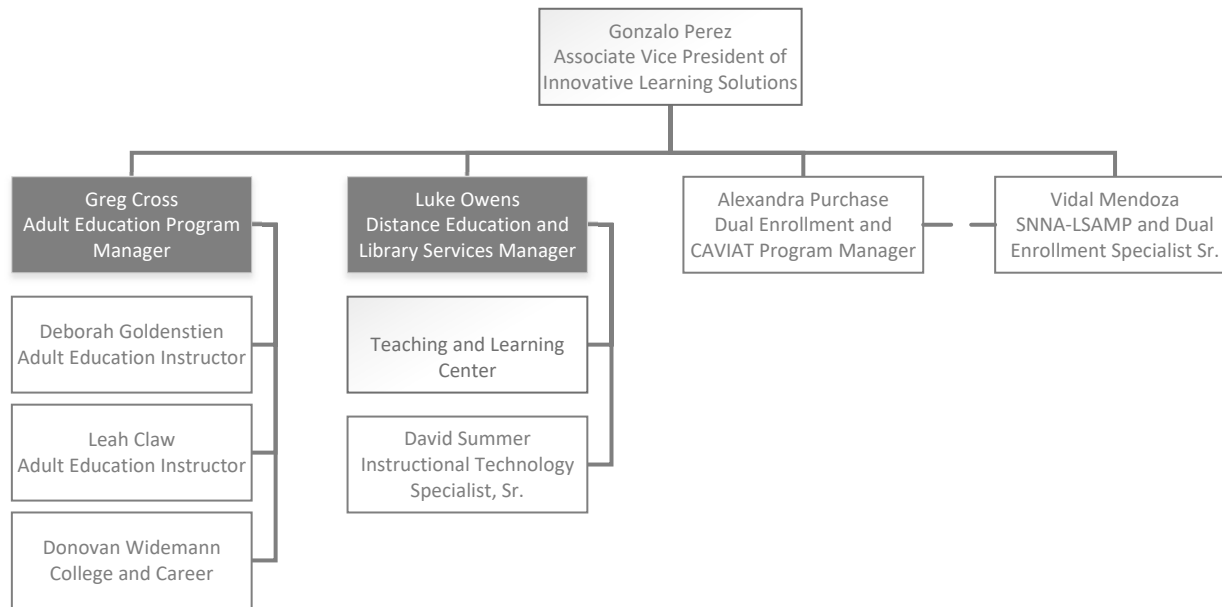 Gonzalo Perez
Associate Vice President of
Innovative Learning Solutions
Greg Cross
Adult Education Program
Manager
Luke Owens
Distance Education and
Library Services Manager
Alexandra Purchase
Dual Enrollment and
CAVIAT Program Manager
Vidal Mendoza
SNNA-LSAMP and Dual
Enrollment Specialist Sr.
Deborah Goldenstien
Adult Education Instructor
Teaching and Learning
Center
Leah Claw
Adult Education Instructor
David Summer
Instructional Technology
Specialist, Sr.
Donovan Widemann
College and Career